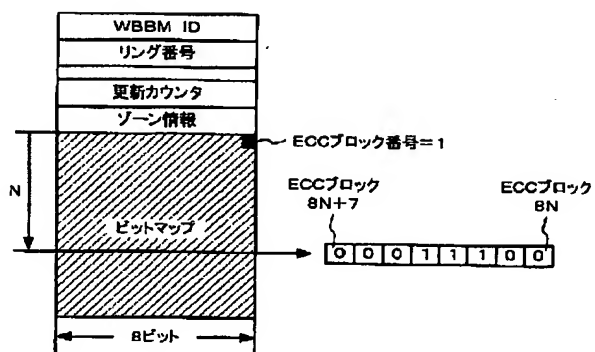 WBBM ID
リング番号
更新カウンタ
ゾーン情報
ECCブロック番号=1
N
ビットマップ
ECCブロック
8N+7
ECCブロック
8N
0 0 0 1 1 1 0 0
8ビット